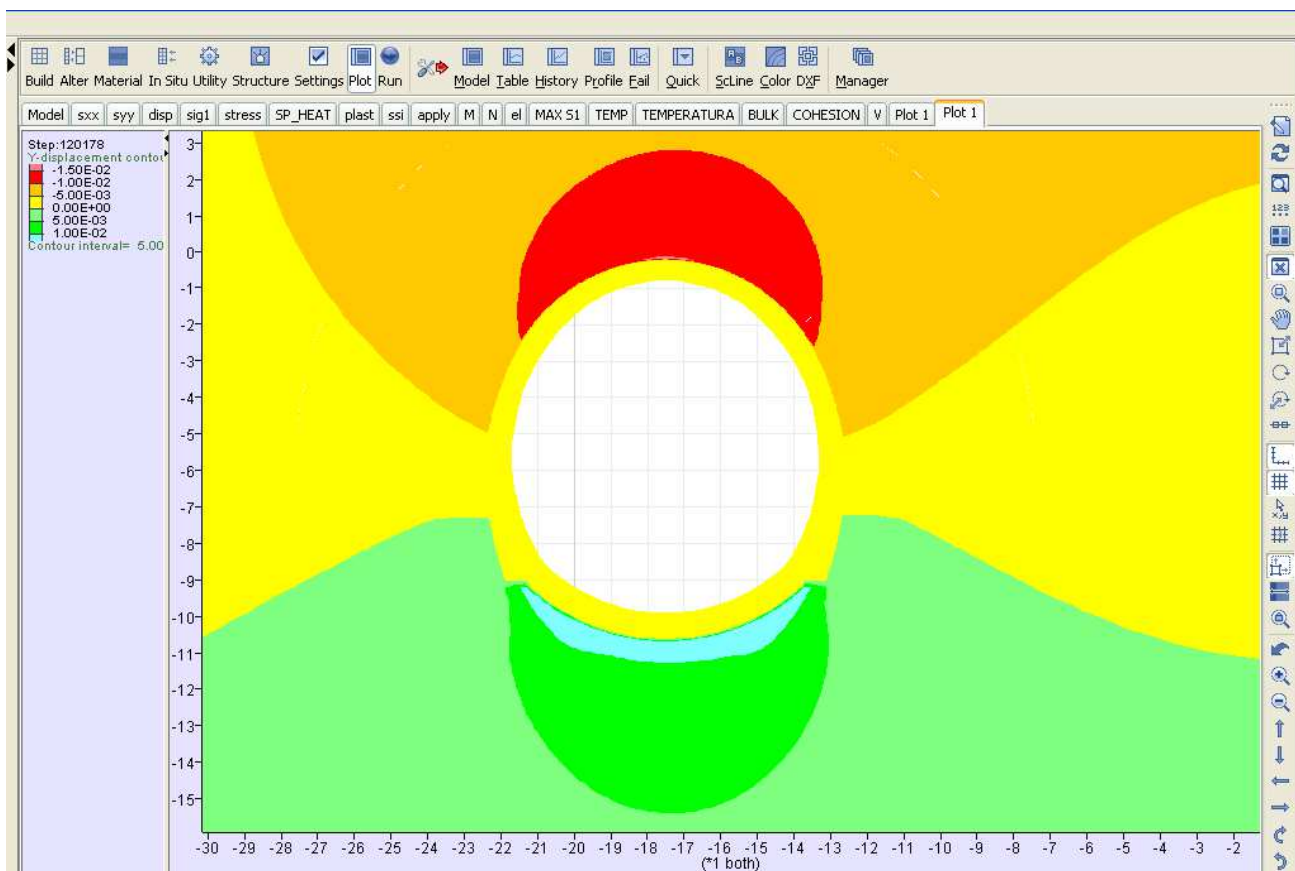 Build Alter Material In Situ Utility Structure Settings Plot Run Model Table History Profile Fail Quick ScLine Color DXF Manager
Model sxx syy disp sig1 stress SP_HEAT plast ssi apply M N el MAX S1 TEMP TEMPERATURA BULK COHESION V Plot 1 Plot 1
Step:120178
Y-displacement contou
-1.50E-02
-1.00E-02
-5.00E-03
0.00E+00
5.00E-03
1.00E-02
Contour interval= 5.00
3
2
1
0
-1
-2
-3
-4
-5
-6
-7
-8
-9
-10
-11
-12
-13
-14
-15
-30 -29 -28 -27 -26 -25 -24 -23 -22 -21 -20 -19 -18 -17 -16 -15 -14 -13 -12 -11 -10 -9 -8 -7 -6 -5 -4 -3 -2
(*1 both)
123
x,y